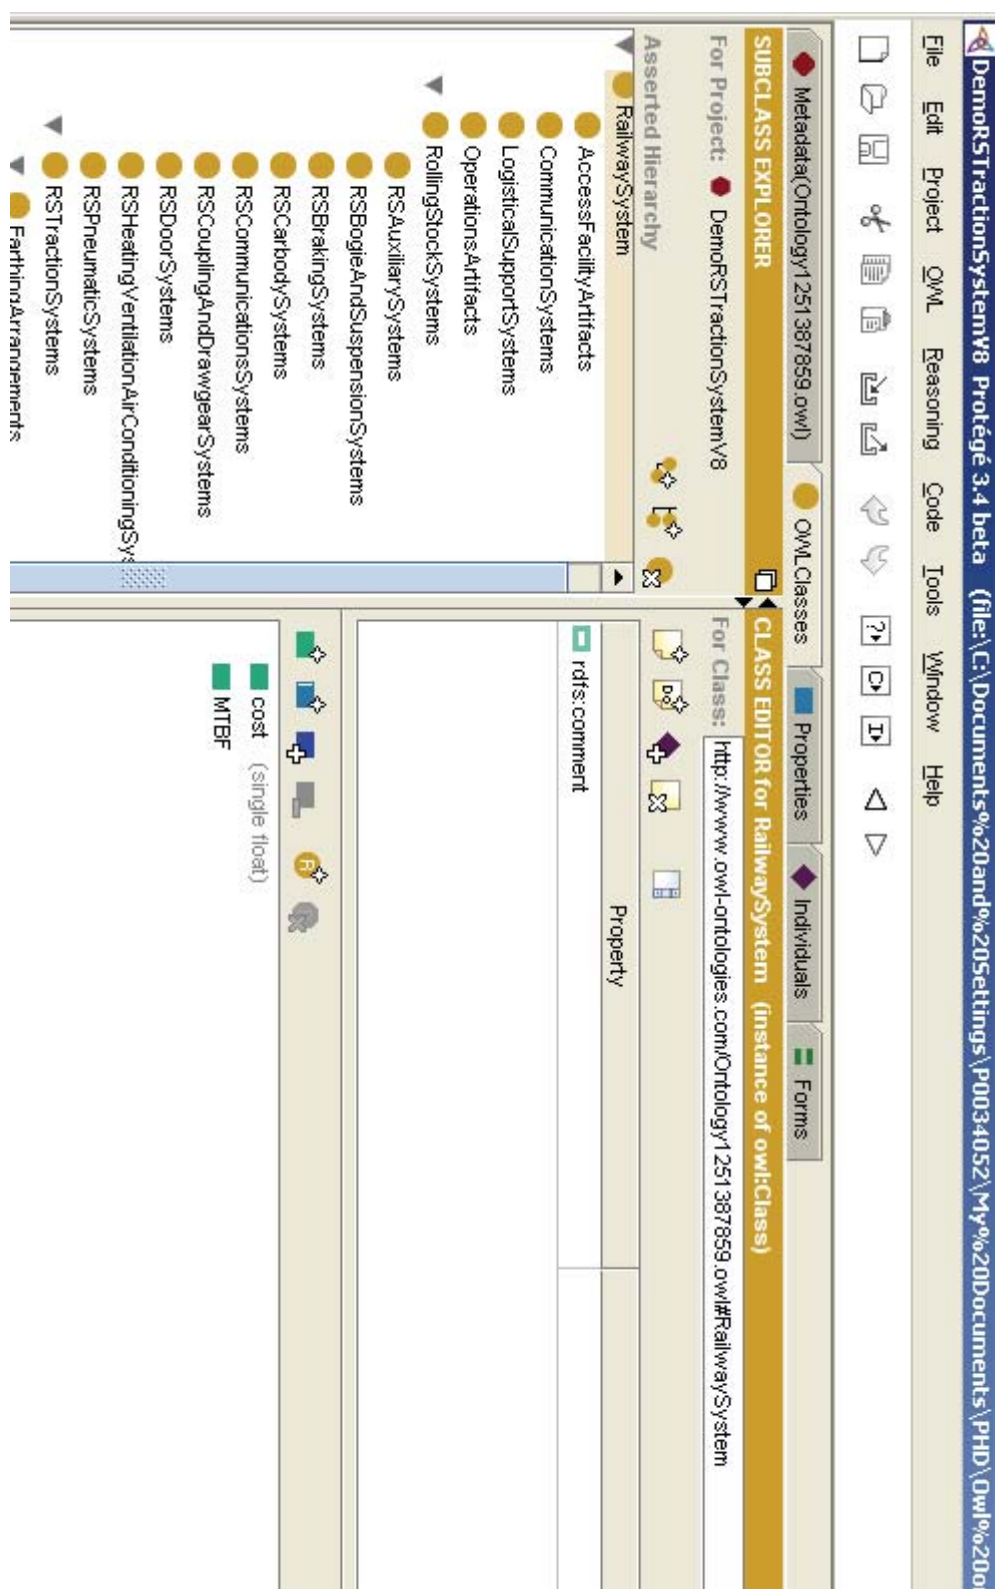 DemoRSTractionSystemV8 Protégé 3.4 beta (file:\C:\Documents%20and%20Settings\P0034052\My%20Documents\PHD\Owl%20o
File Edit Project OWL Reasoning Code Tools Window Help
Metadata(Ontology1251387859.owl) OWLClasses Properties Individuals Forms
SUBCLASS EXPLORER
For Project: DemoRSTractionSystemV8
Asserted Hierarchy
RailwaySystem
AccessFacilityArtifacts
CommunicationSystems
LogisticalSupportSystems
OperationsArtifacts
RollingStockSystems
RSAuxiliarySystems
RSBogieAndSuspensionSystems
RSBrakingSystems
RSCarbodySystems
RSCommunicationsSystems
RSCouplingAndDrawgearSystems
RSDoorSystems
RSHeatingVentilationAirConditioningSys
RSPneumaticSystems
RSTractionSystems
EarthingArrangements
CLASS EDITOR for RailwaySystem (instance of owl:Class)
For Class: http://www.owl-ontologies.com/Ontology1251387859.owl#RailwaySystem
Property
rdfs:comment
cost (single float)
MTBF